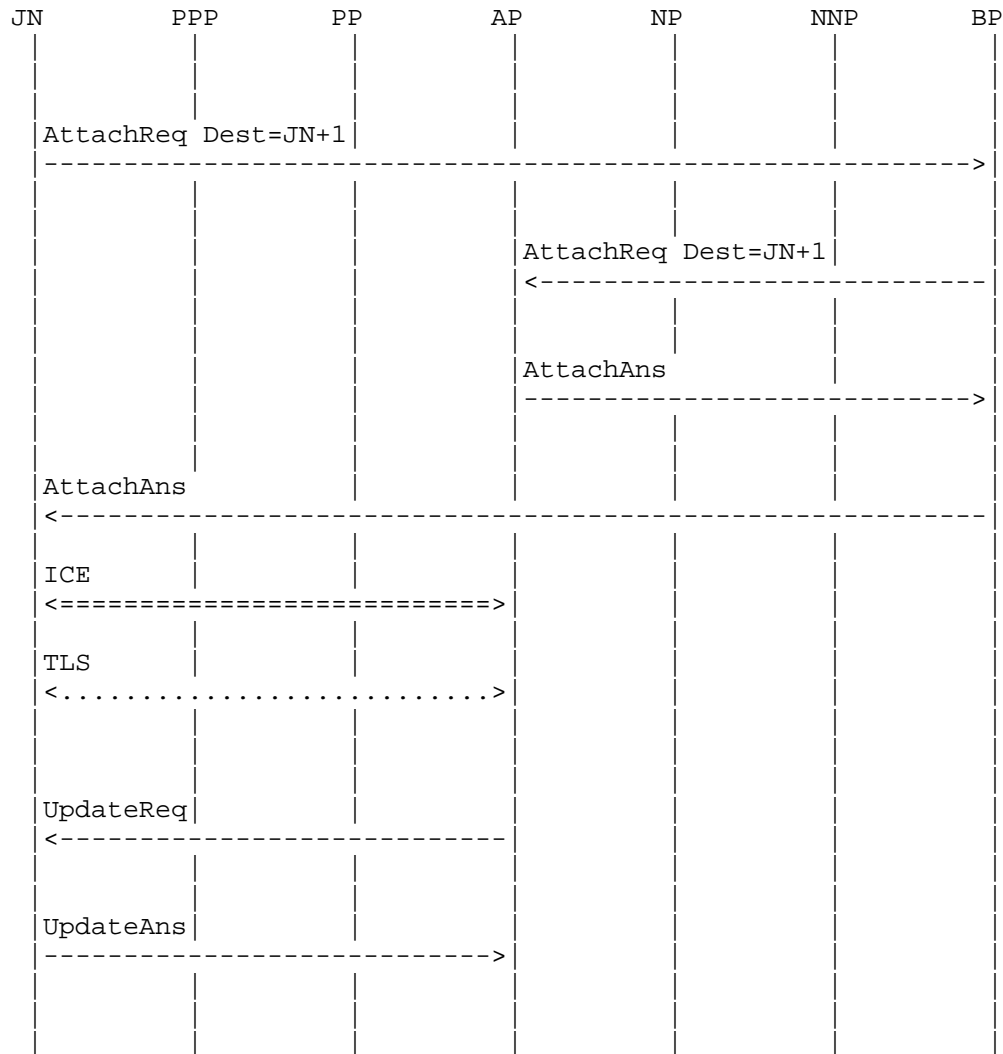 JN PPP PP AP NP NNP BP
AttachReq Dest=JN+1
AttachReq Dest=JN+1
AttachAns
AttachAns
ICE
TLS
UpdateReq
UpdateAns